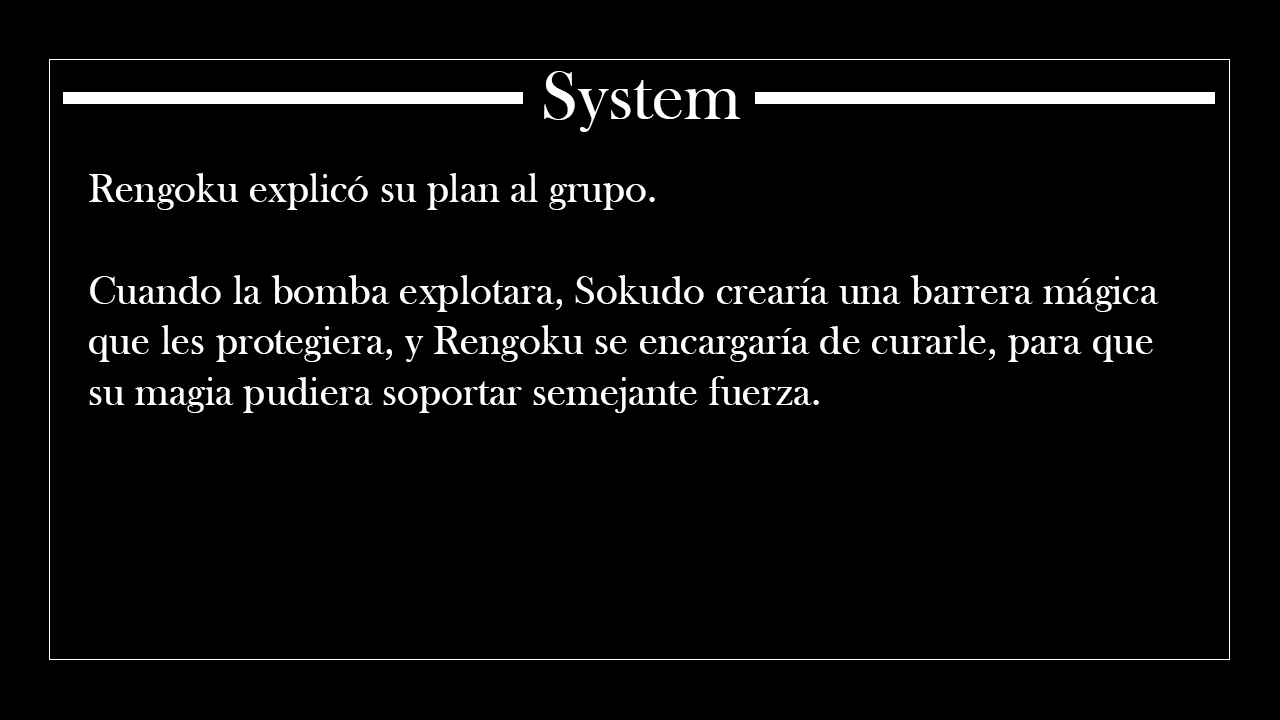 System
Rengoku explicó su plan al grupo.
Cuando la bomba explotara, Sokudo crearía una barrera mágica
que les protegiera, y Rengoku se encargaría de curarle, para que
su magia pudiera soportar semejante fuerza.